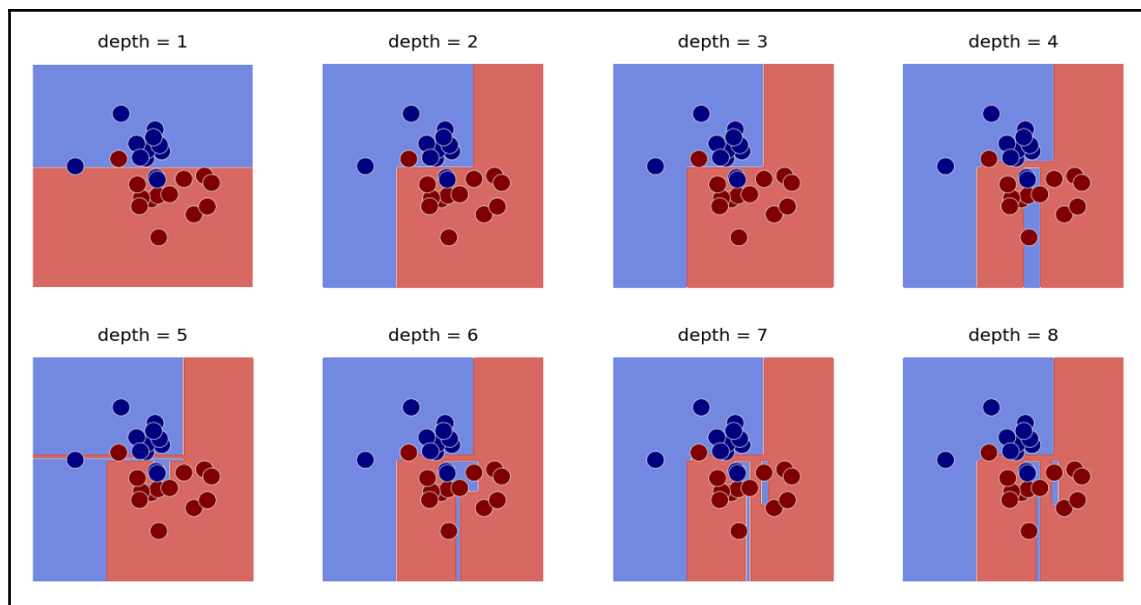 depth = 1
depth = 2
depth = 3
depth = 4
depth = 5
depth = 6
depth = 7
depth = 8